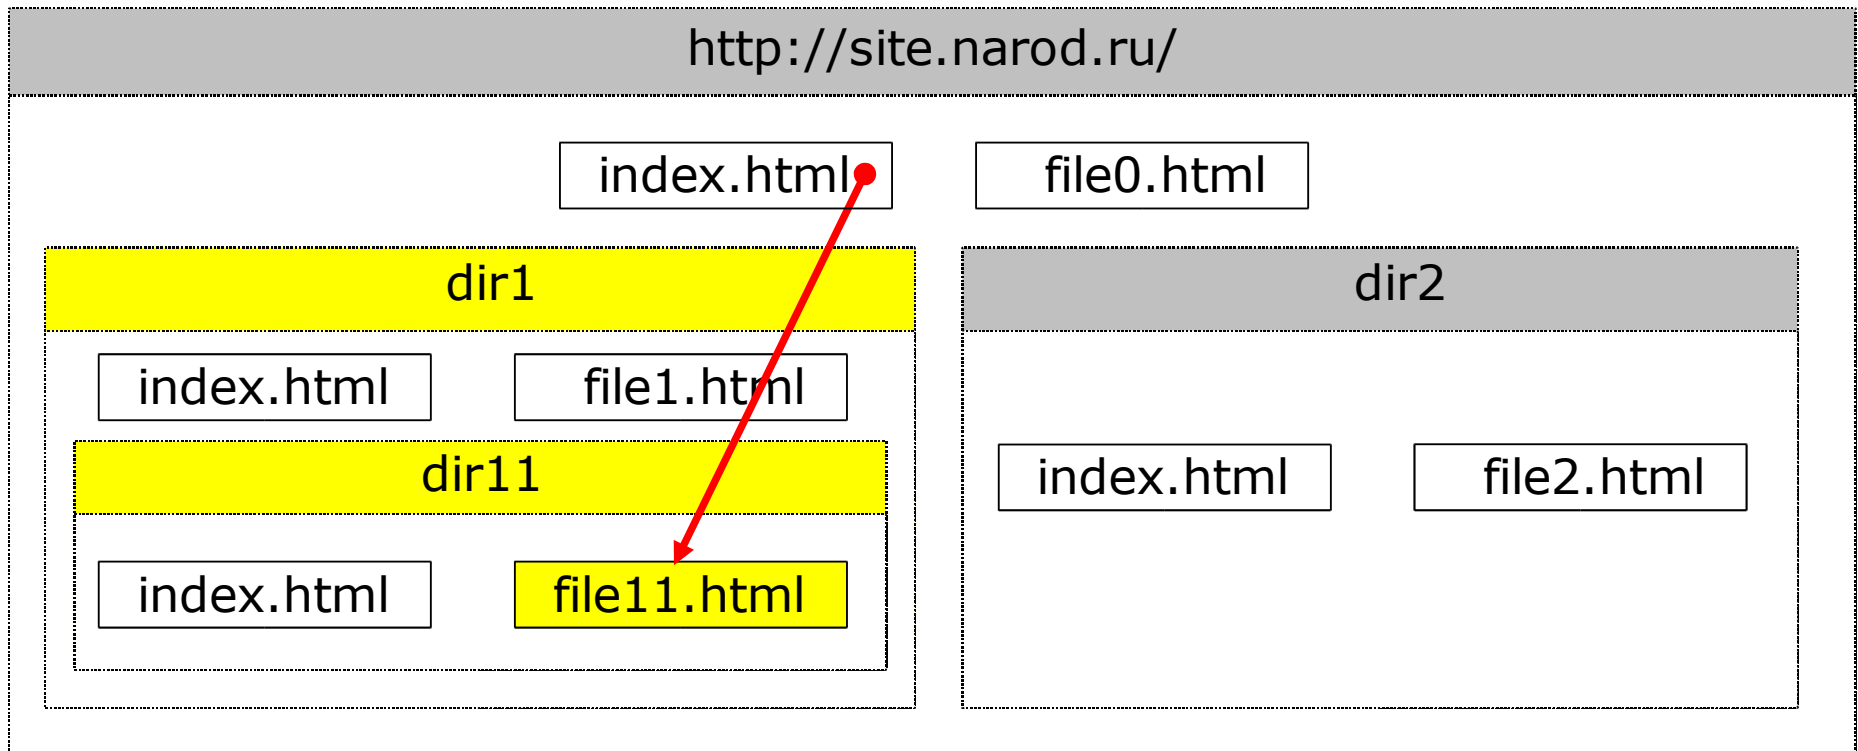 http://site.narod.ru/
index.html file0.html
dir1 dir2
index.html file1.html
dir11
index.html file2.html
index.html file11.html